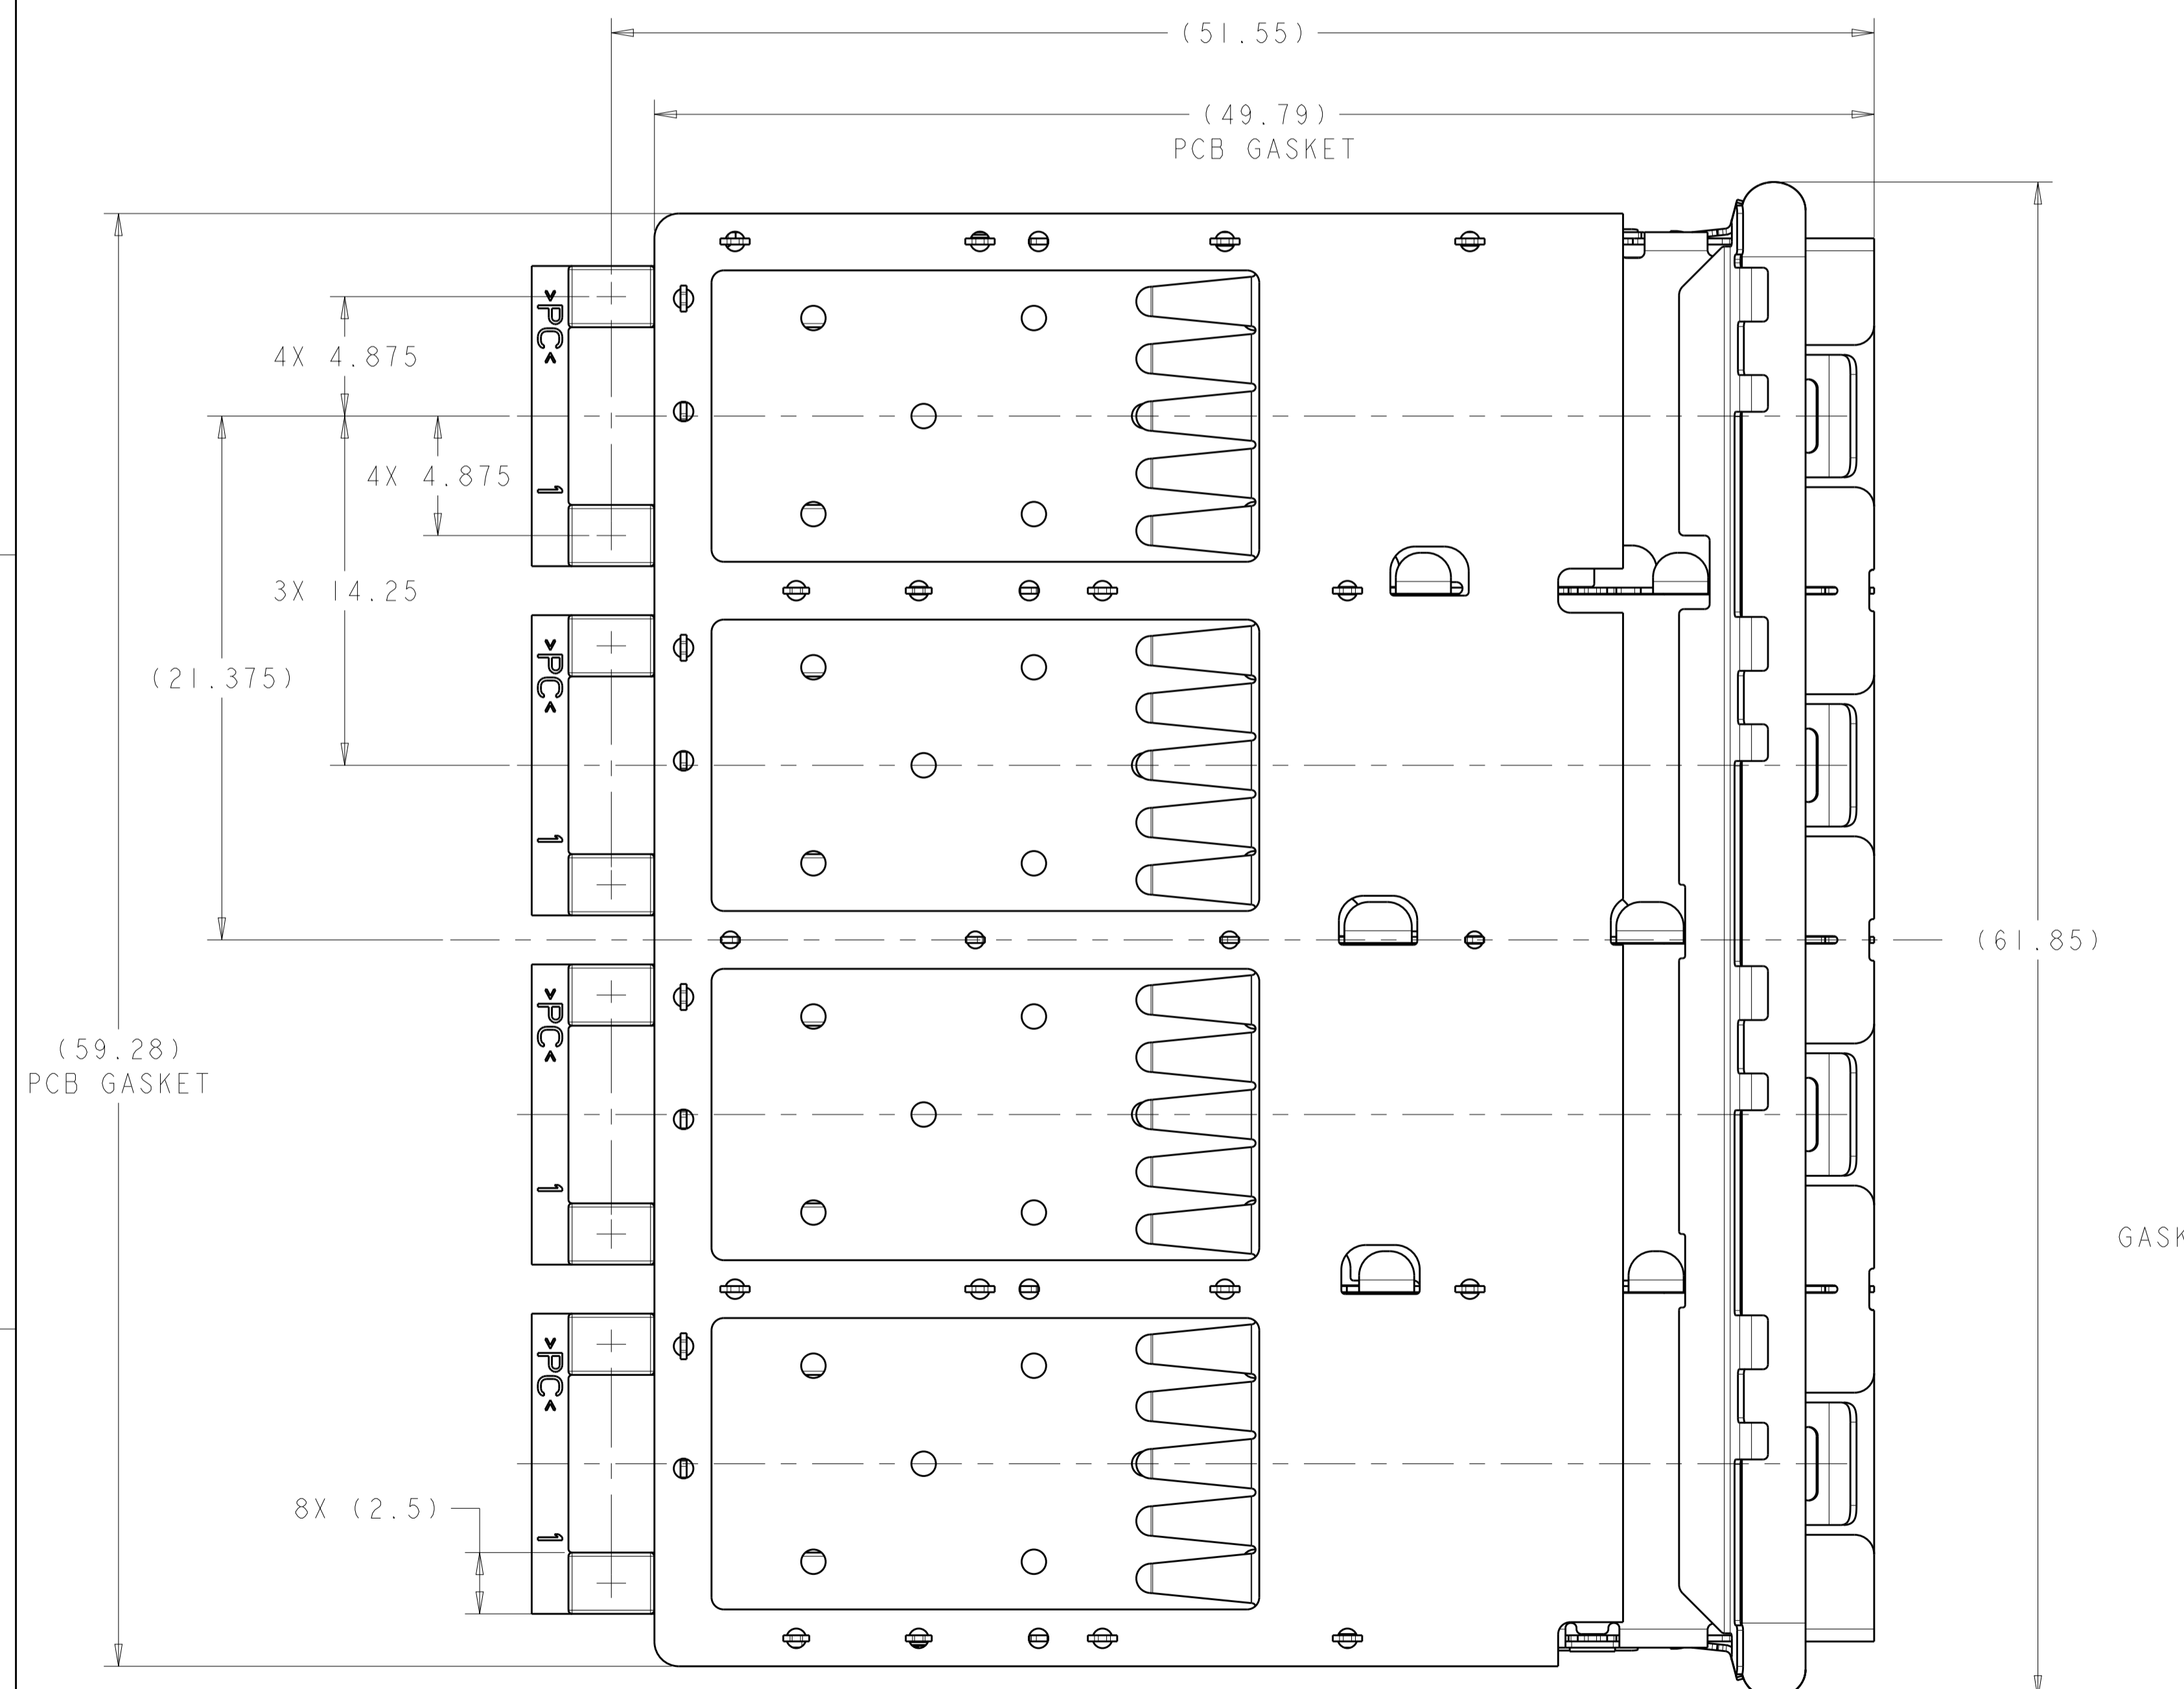 (51.55)
(49.79)
PCB GASKET
4X 4.875
4X 4.875
3X 14.25
(21.375)
(61.85)
(59.28)
PCB GASKET
8X (2.5)
>PC<
1
>PC<
1
>PC<
1
>PC<
1